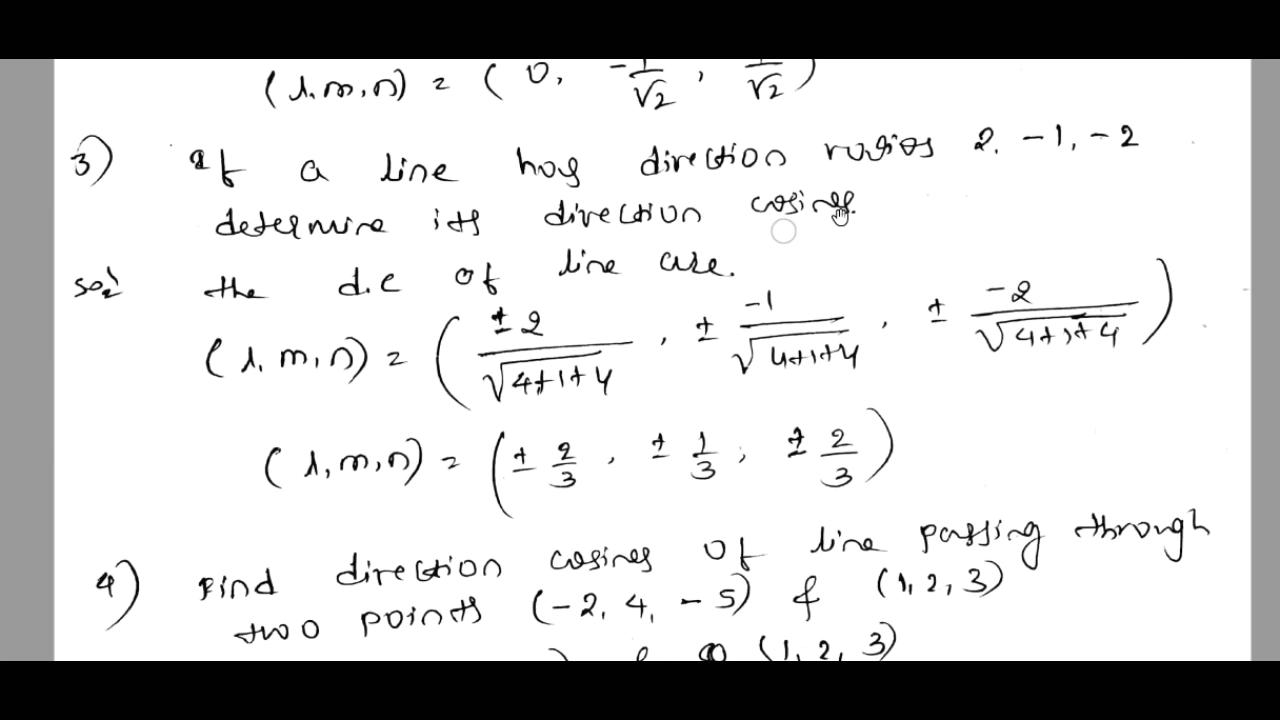 (l, m, n) = (0, -1/√2, 1/√2)
3) If a line has direction ratios 2, -1, -2
determine its direction cosines.
Sol: the d.c of line are.
(l, m, n) = (± 2/√4+1+4, ± -1/√4+1+4, ± -2/√4+1+4)
(l, m, n) = (± 2/3, ± 1/3, ± 2/3)
4) Find direction cosines of line passing through
two points (-2, 4, -5) & (1, 2, 3)
(1, 2, 3)